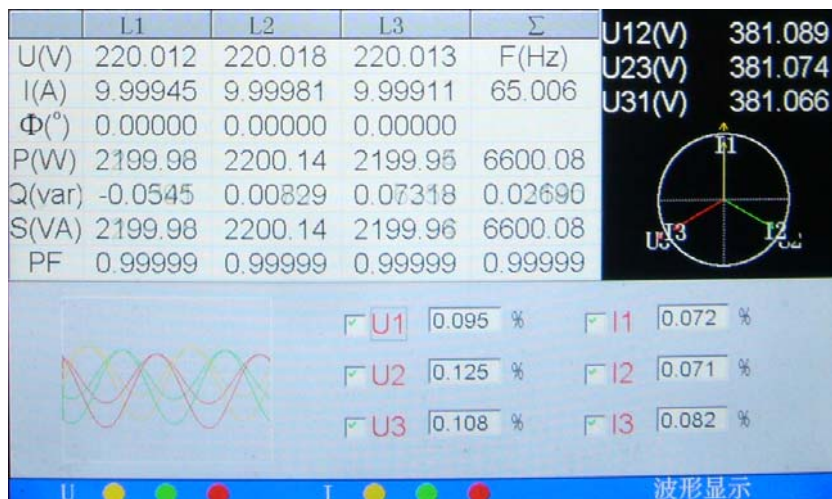 L1 L2 L3 Σ
U(V) 220.012 220.018 220.013 F(Hz)
I(A) 9.99945 9.99981 9.99911 65.006
Φ(°) 0.00000 0.00000 0.00000
P(W) 2199.98 2200.14 2199.95 6600.08
Q(var) -0.0545 0.00829 0.07318 0.02690
S(VA) 2199.98 2200.14 2199.96 6600.08
PF 0.99999 0.99999 0.99999 0.99999
U12(V) 381.089
U23(V) 381.074
U31(V) 381.066
I1
U3 I3 I2 U2
U1 0.095 % I1 0.072 %
U2 0.125 % I2 0.071 %
U3 0.108 % I3 0.082 %
U I 波形显示